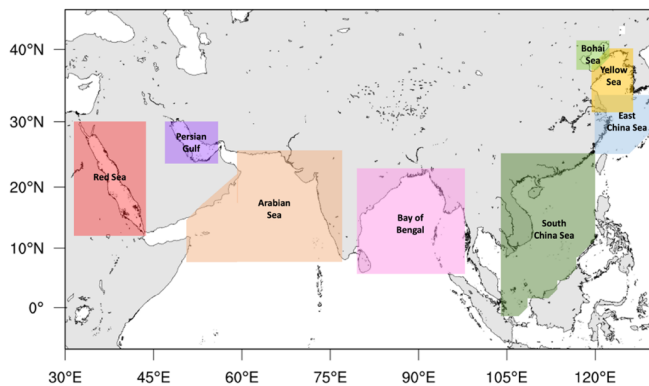 40°N
30°N
20°N
10°N
0°
30°E
45°E
60°E
75°E
90°E
105°E
120°E
Bohai
Sea
Yellow
Sea
East
China Sea
Persian
Gulf
Red Sea
Arabian
Sea
Bay of
Bengal
South
China Sea